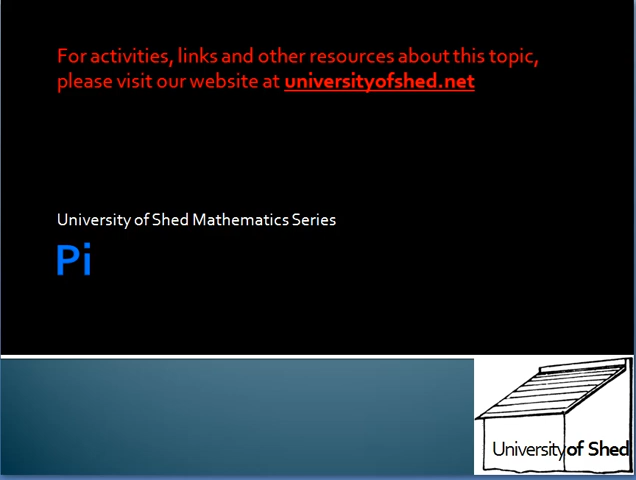 For activities, links and other resources about this topic,
please visit our website at universityofshed.net
University of Shed Mathematics Series
Pi
University of Shed